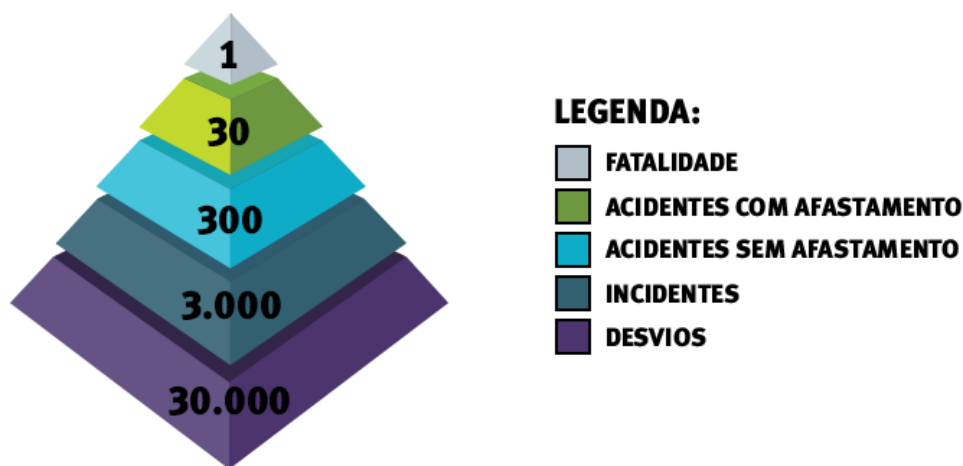 1
30
300
3.000
30.000
LEGENDA:
FATALIDADE
ACIDENTES COM AFASTAMENTO
ACIDENTES SEM AFASTAMENTO
INCIDENTES
DESVIOS